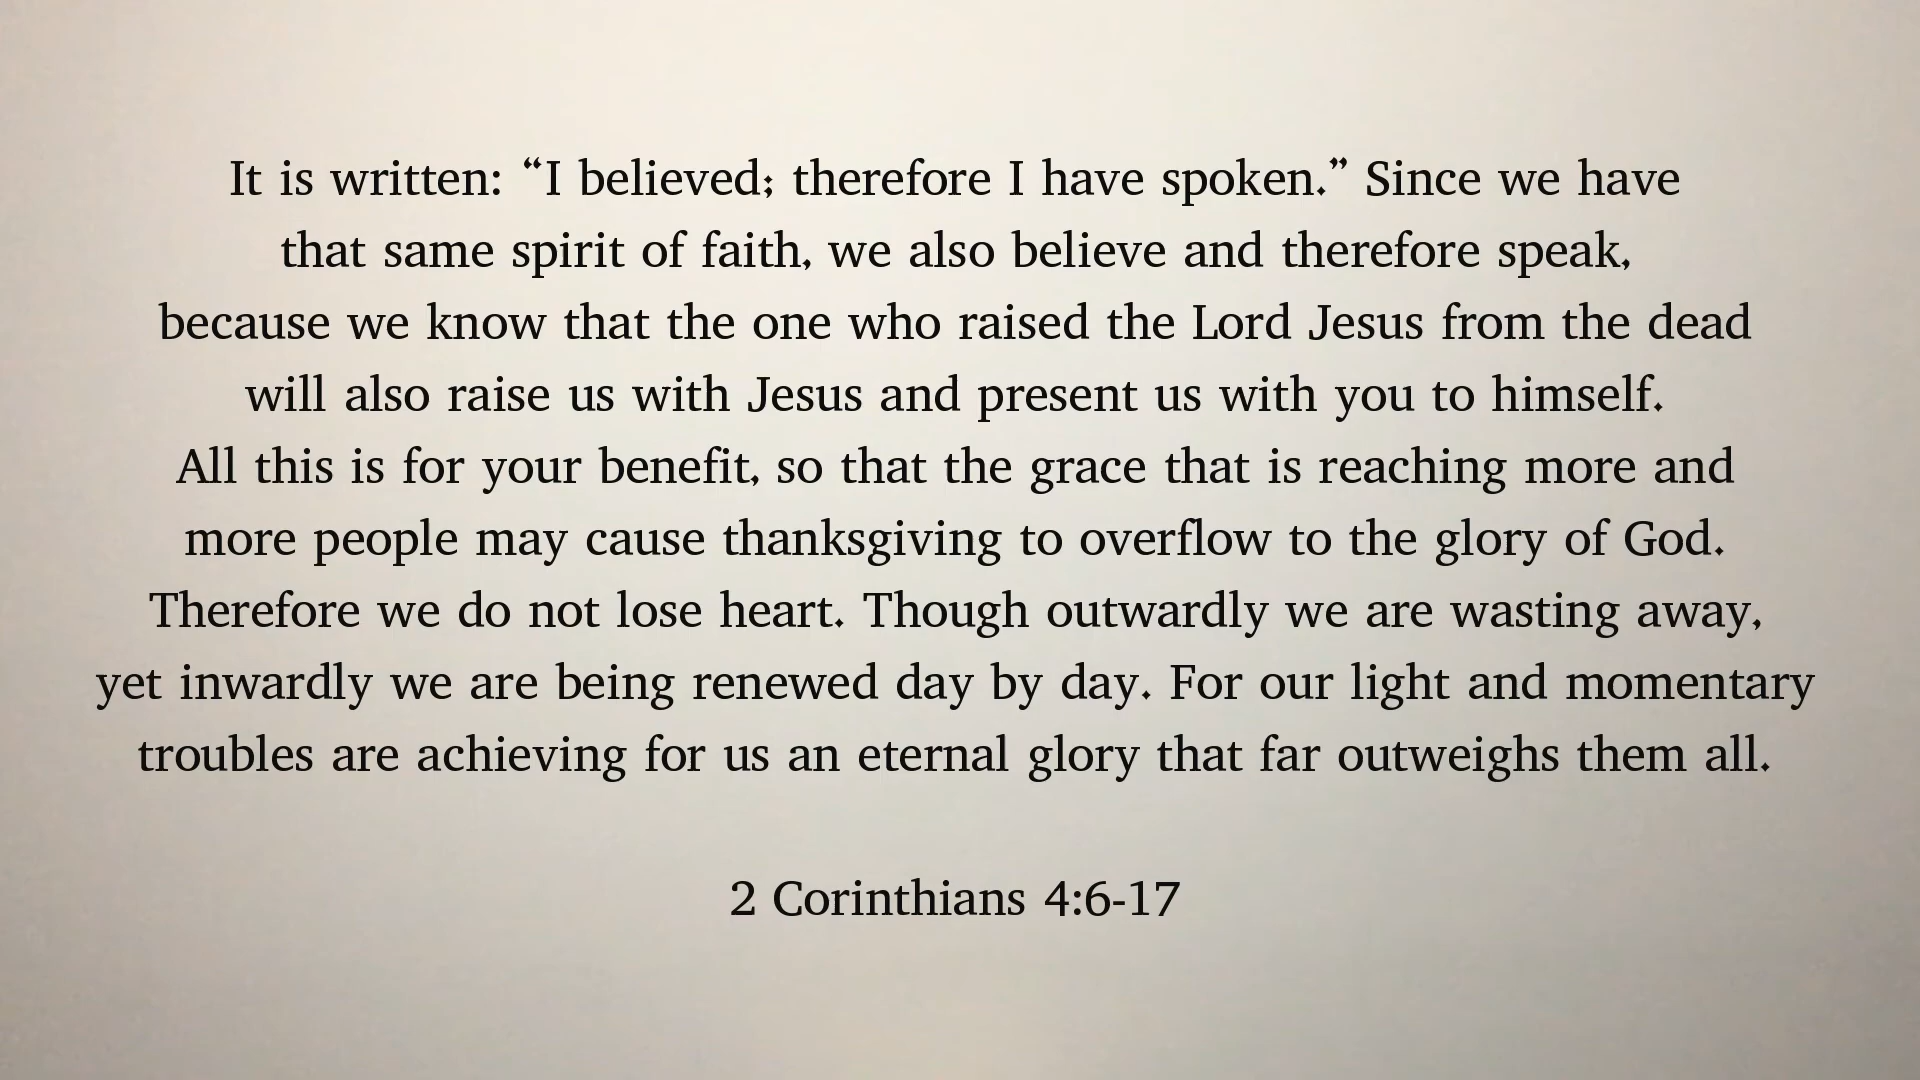 It is written: “I believed; therefore I have spoken.” Since we have
that same spirit of faith, we also believe and therefore speak,
because we know that the one who raised the Lord Jesus from the dead
will also raise us with Jesus and present us with you to himself.
All this is for your benefit, so that the grace that is reaching more and
more people may cause thanksgiving to overflow to the glory of God.
Therefore we do not lose heart. Though outwardly we are wasting away,
yet inwardly we are being renewed day by day. For our light and momentary
troubles are achieving for us an eternal glory that far outweighs them all.
2 Corinthians 4:6-17